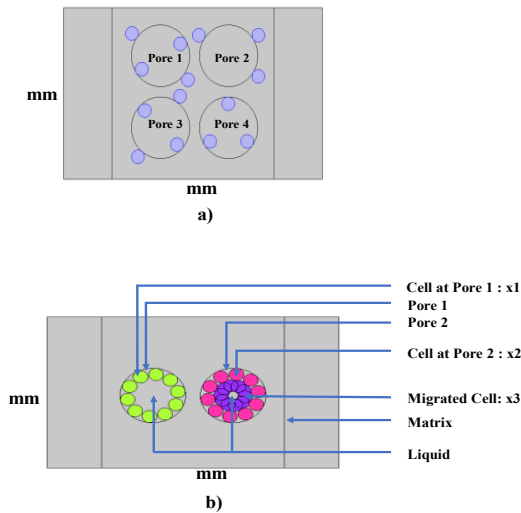 Pore 1
Pore 2
mm
Pore 3
Pore 4
mm
a)
Cell at Pore 1 : x1
Pore 1
Pore 2
Cell at Pore 2 : x2
mm
Migrated Cell: x3
Matrix
Liquid
mm
b)